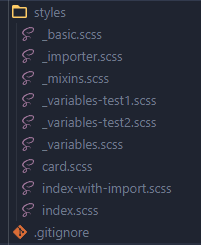 styles
_basic.scss
_importer.scss
_mixins.scss
_variables-test1.scss
_variables-test2.scss
_variables.scss
card.scss
index-with-import.scss
index.scss
.gitignore